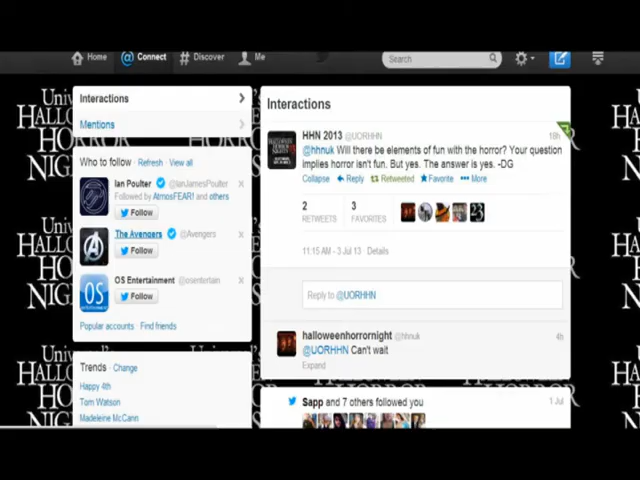 Home
Connect
Discover
Me
Search
Interactions
Mentions
Who to follow · Refresh · View all
Ian Poulter @IanJamesPoulter
Followed by AtmosFEAR! and others
Follow
The Avengers @Avengers
Follow
OS
OS Entertainment @osentertain
Follow
Popular accounts · Find friends
Trends · Change
Happy 4th
Tom Watson
Madeleine McCann
Interactions
HHN 2013 @UORHHN 18h
@hhnuk Will there be elements of fun with the horror? Your question
implies horror isn't fun. But yes. The answer is yes. -DG
Collapse Reply Retweeted Favorite More
2 RETWEETS
3 FAVORITES
23
11:15 AM - 3 Jul 13 · Details
Reply to @UORHHN
halloweenhorrornight @hhnuk 4h
@UORHHN Can't wait
Expand
Sapp and 7 others followed you 1 Jul